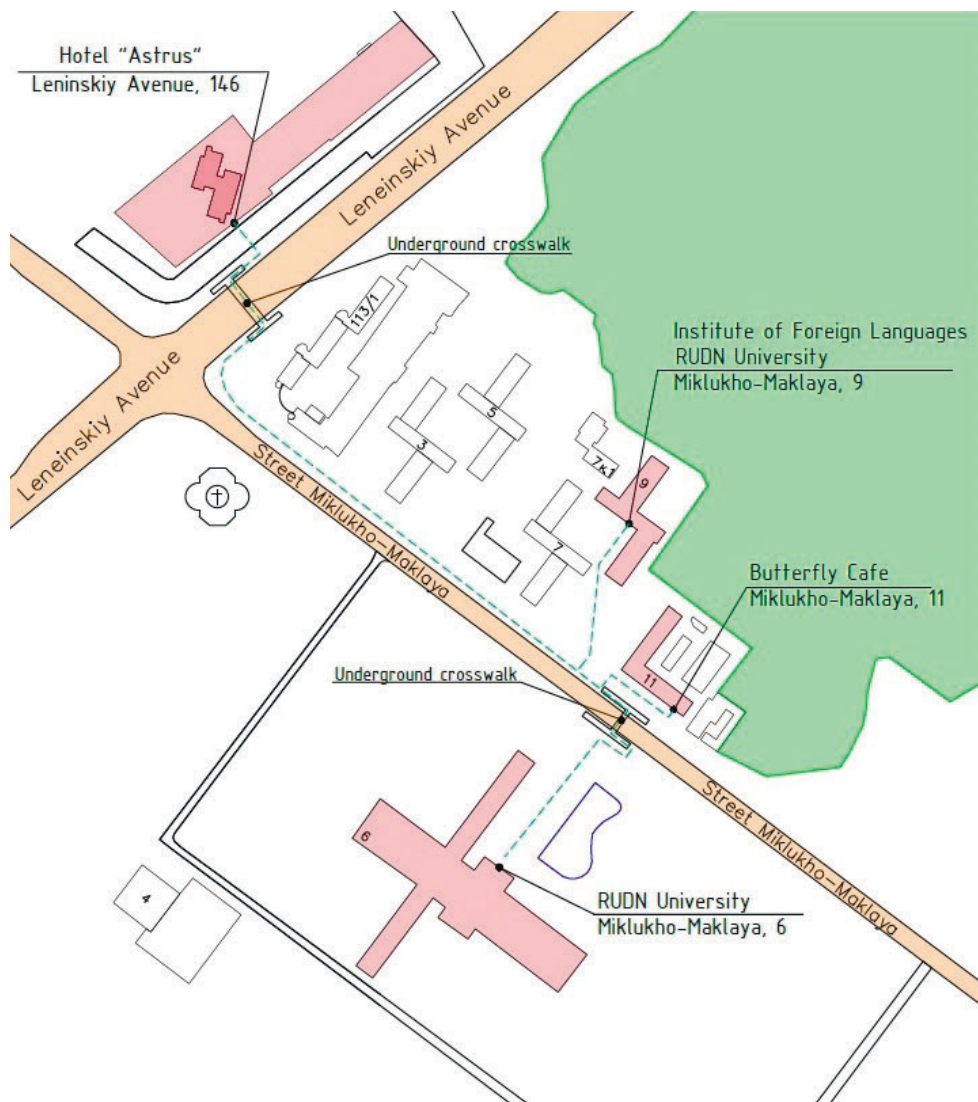 Hotel "Astrus"
Leninskiy Avenue, 146
Leneinskiy Avenue
Underground crosswalk
113/1
Institute of Foreign Languages
RUDN University
Miklukho-Maklaya, 9
Leneinskiy Avenue
3
5
7к1
9
Street Miklukho-Maklaya
7
Butterfly Cafe
Miklukho-Maklaya, 11
Underground crosswalk
11
6
Street Miklukho-Maklaya
4
RUDN University
Miklukho-Maklaya, 6